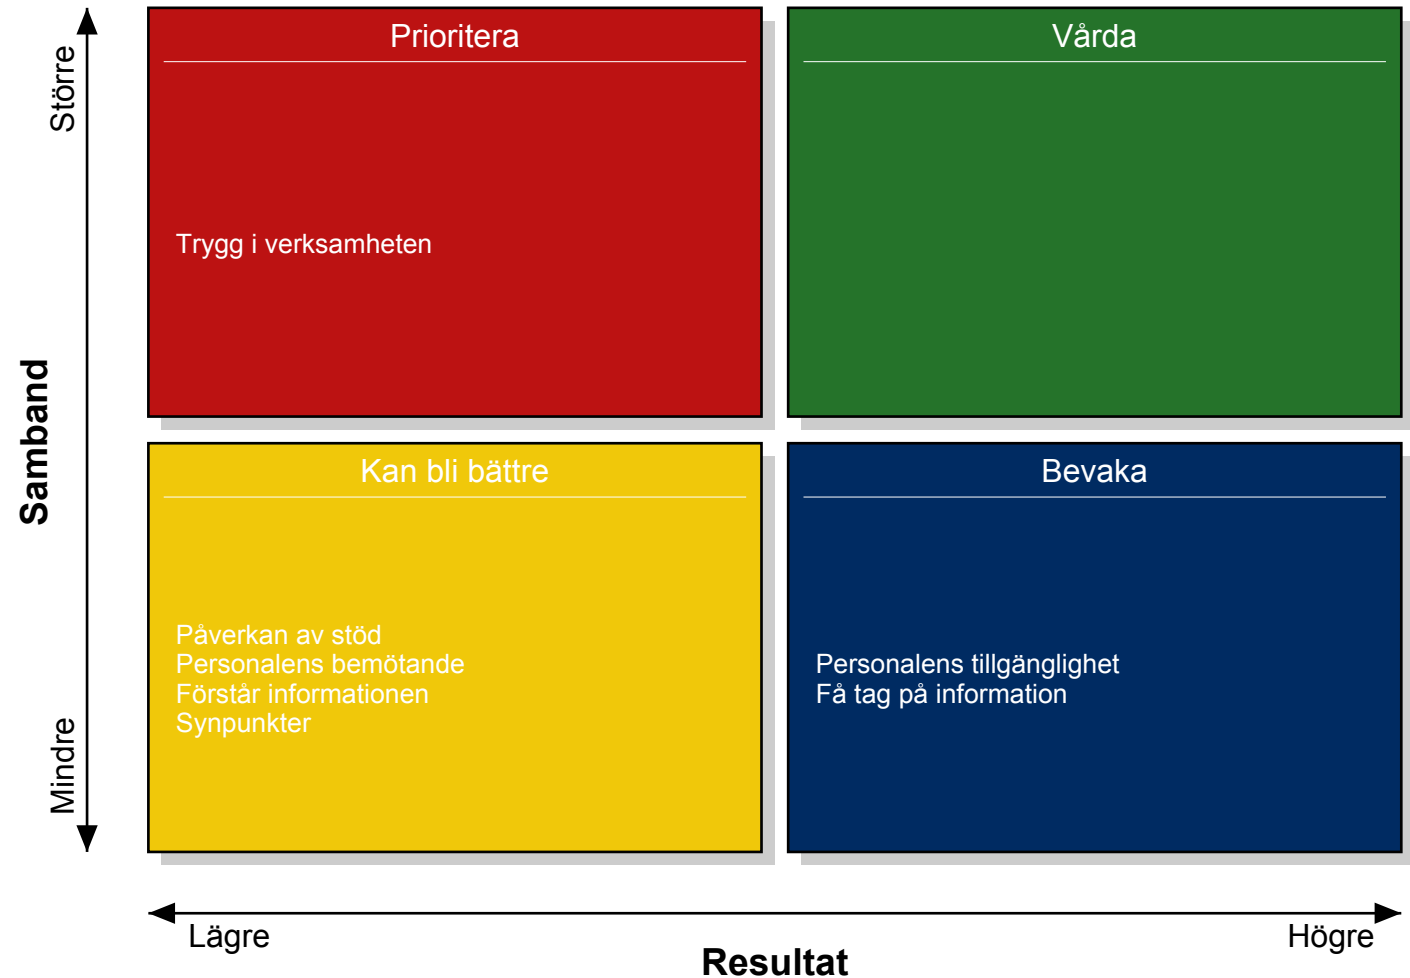 Prioritera
Vårda
Större
Trygg i verksamheten
Samband
Kan bli bättre
Bevaka
Påverkan av stöd
Personalens bemötande
Förstår informationen
Synpunkter
Personalens tillgänglighet
Få tag på information
Mindre
Lägre
Högre
Resultat